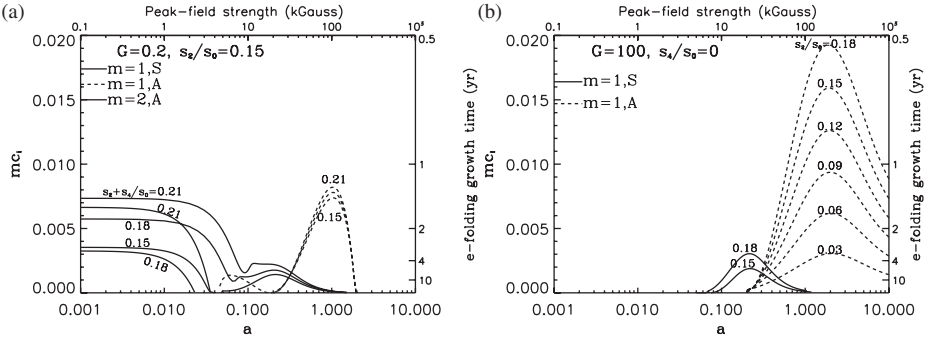 (a)
Peak-field strength (kGauss)
0.1 1 10 100 10⁵
0.020
0.015
0.010
0.005
0.000
mcᵢ
G=0.2, s₂/s₀=0.15
m=1,S
m=1,A
m=2,A
s₂+s₄/s₀=0.21
0.21
0.18
0.15
0.18
0.21
0.15
0.5
1
2
4
10
e-folding growth time (yr)
0.001 0.010 0.100 1.000 10.000
a
(b)
Peak-field strength (kGauss)
0.1 1 10 100 10⁵
0.020
0.015
0.010
0.005
0.000
mcᵢ
G=100, s₄/s₀=0
m=1,S
m=1,A
s₂/s₀=0.18
0.15
0.12
0.09
0.06
0.03
0.18
0.15
0.5
1
2
4
10
e-folding growth time (yr)
0.001 0.010 0.100 1.000 10.000
a